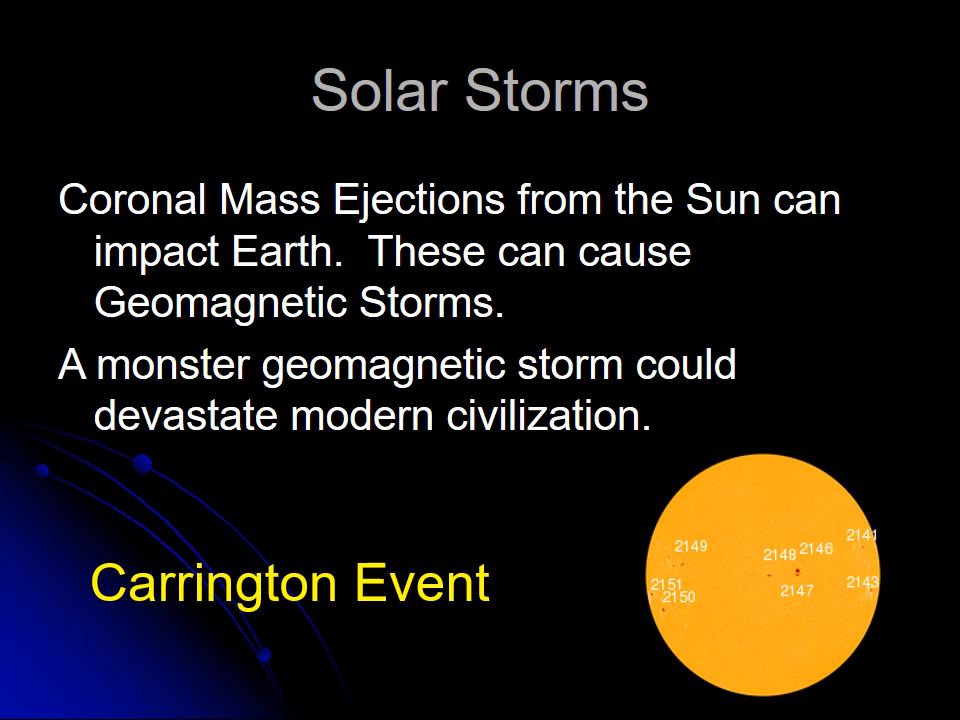 Solar Storms
Coronal Mass Ejections from the Sun can
impact Earth.  These can cause
Geomagnetic Storms.
A monster geomagnetic storm could
devastate modern civilization.
Carrington Event
2141
2149
2148 2146
2151
2143
2150
2147